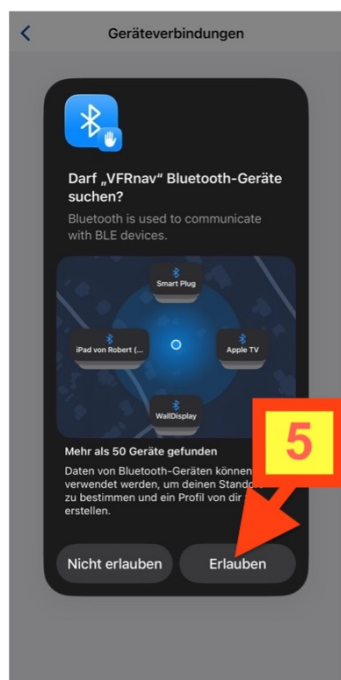 Geräteverbindungen
Darf „VFRnav“ Bluetooth-Geräte
suchen?
Bluetooth is used to communicate
with BLE devices.
Smart Plug
iPad von Robert (...
Apple TV
WallDisplay
Mehr als 50 Geräte gefunden
5
Daten von Bluetooth-Geräten können
verwendet werden, um deinen
zu bestimmen und ein Profil von dir
erstellen.
Nicht erlauben
Erlauben